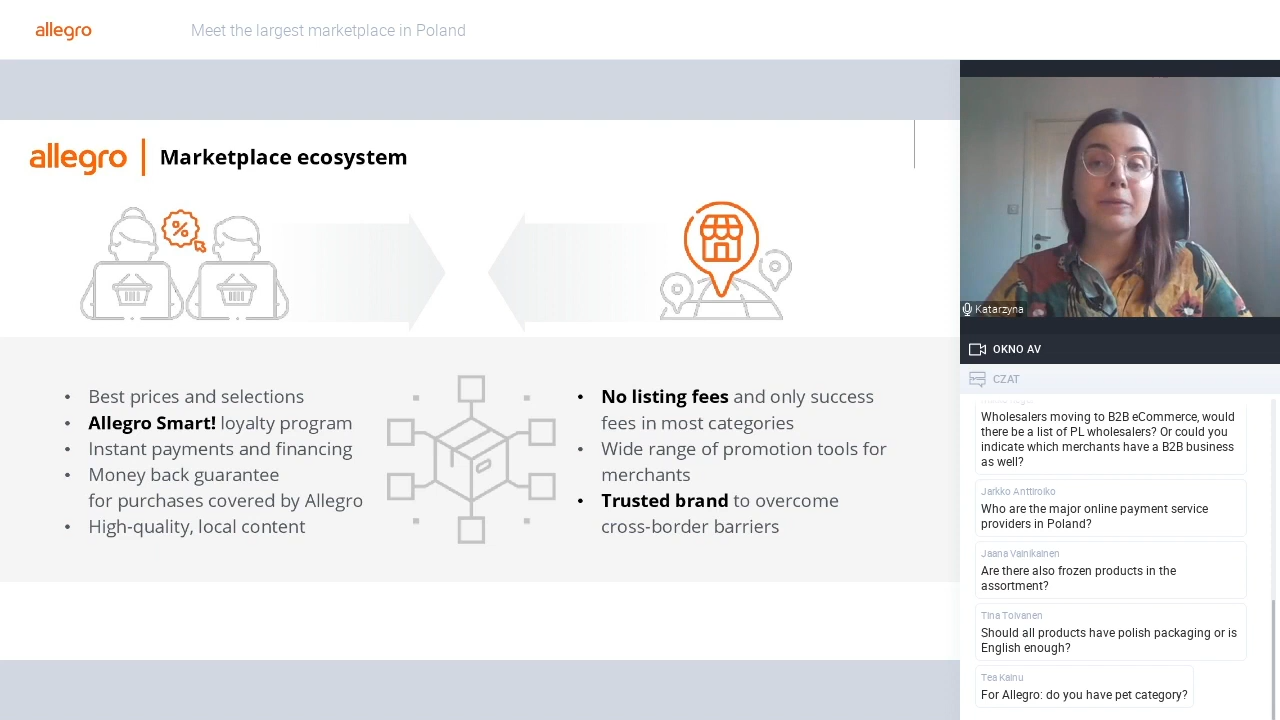 allegro
Meet the largest marketplace in Poland
allegro
Marketplace ecosystem
%
• Best prices and selections
• Allegro Smart! loyalty program
• Instant payments and financing
• Money back guarantee
for purchases covered by Allegro
• High-quality, local content
• No listing fees and only success
fees in most categories
• Wide range of promotion tools for
merchants
• Trusted brand to overcome
cross-border barriers
Katarzyna
OKNO AV
CZAT
Wholesalers moving to B2B eCommerce, would
there be a list of PL wholesalers? Or could you
indicate which merchants have a B2B business
as well?
Jarkko Anttiroiko
Who are the major online payment service
providers in Poland?
Jaana Vainikainen
Are there also frozen products in the
assortment?
Tina Toivanen
Should all products have polish packaging or is
English enough?
Tea Kainu
For Allegro: do you have pet category?